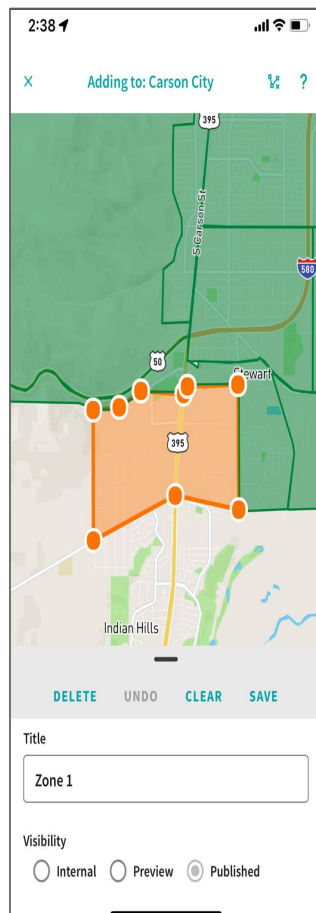 2:38
Adding to: Carson City
?
395
S Carson St
580
50
Stewart
395
Indian Hills
DELETE UNDO CLEAR SAVE
Title
Zone 1
Visibility
Internal Preview Published